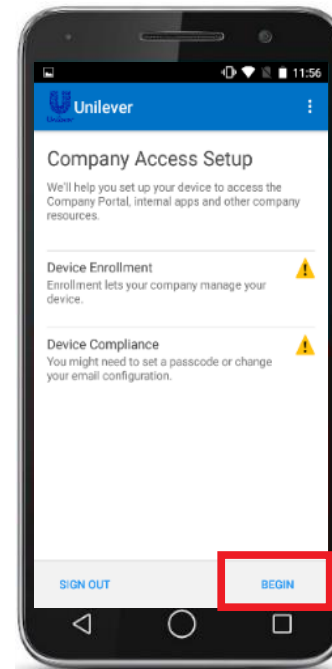 11:56
Unilever
Unilever
Company Access Setup
We'll help you set up your device to access the
Company Portal, internal apps and other company
resources.
Device Enrollment
Enrollment lets your company manage your
device.
Device Compliance
You might need to set a passcode or change
your email configuration.
SIGN OUT
BEGIN